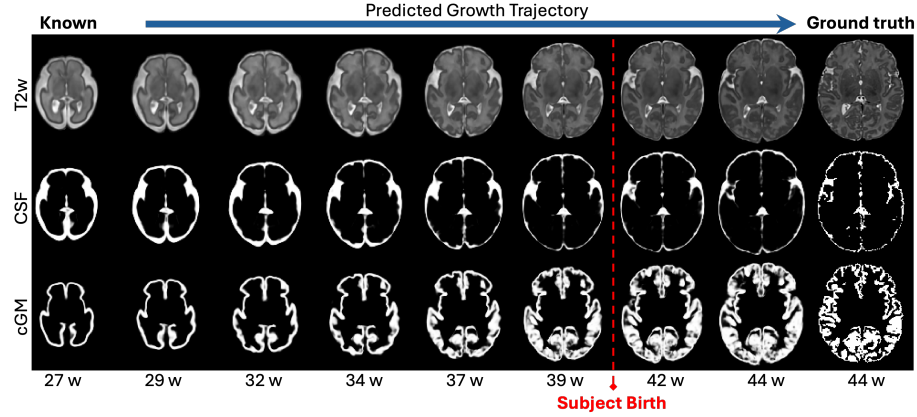 Predicted Growth Trajectory
Known
Ground truth
T2w
CSF
cGM
27 w
29 w
32 w
34 w
37 w
39 w
42 w
44 w
44 w
Subject Birth